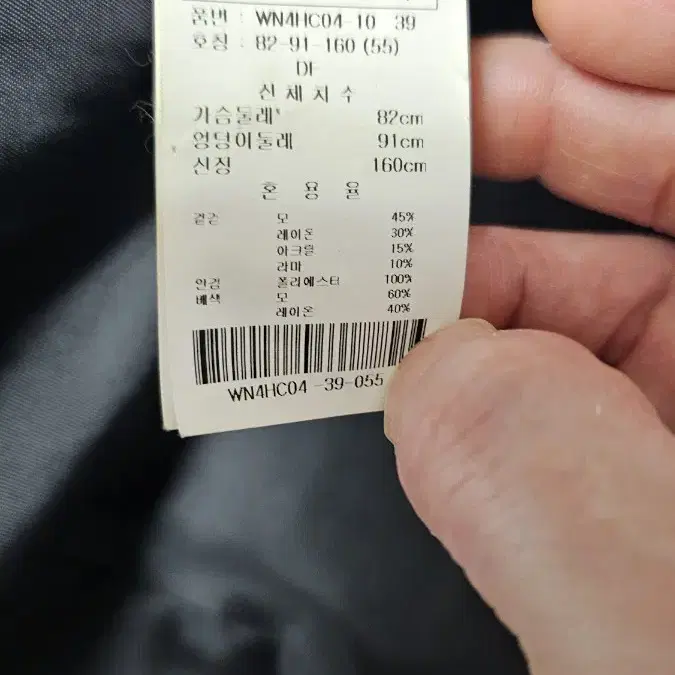 품번 : WN4HC04-10 39
호칭 : 82-91-160 (55)
DF
신 체 치 수
가슴둘레 82cm
엉덩이둘레 91cm
신장 160cm
혼 용 율
겉감 모 45%
레이온 30%
아크릴 15%
라마 10%
안감 폴리에스터 100%
배색 모 60%
레이온 40%
WN4HC04 -39-055